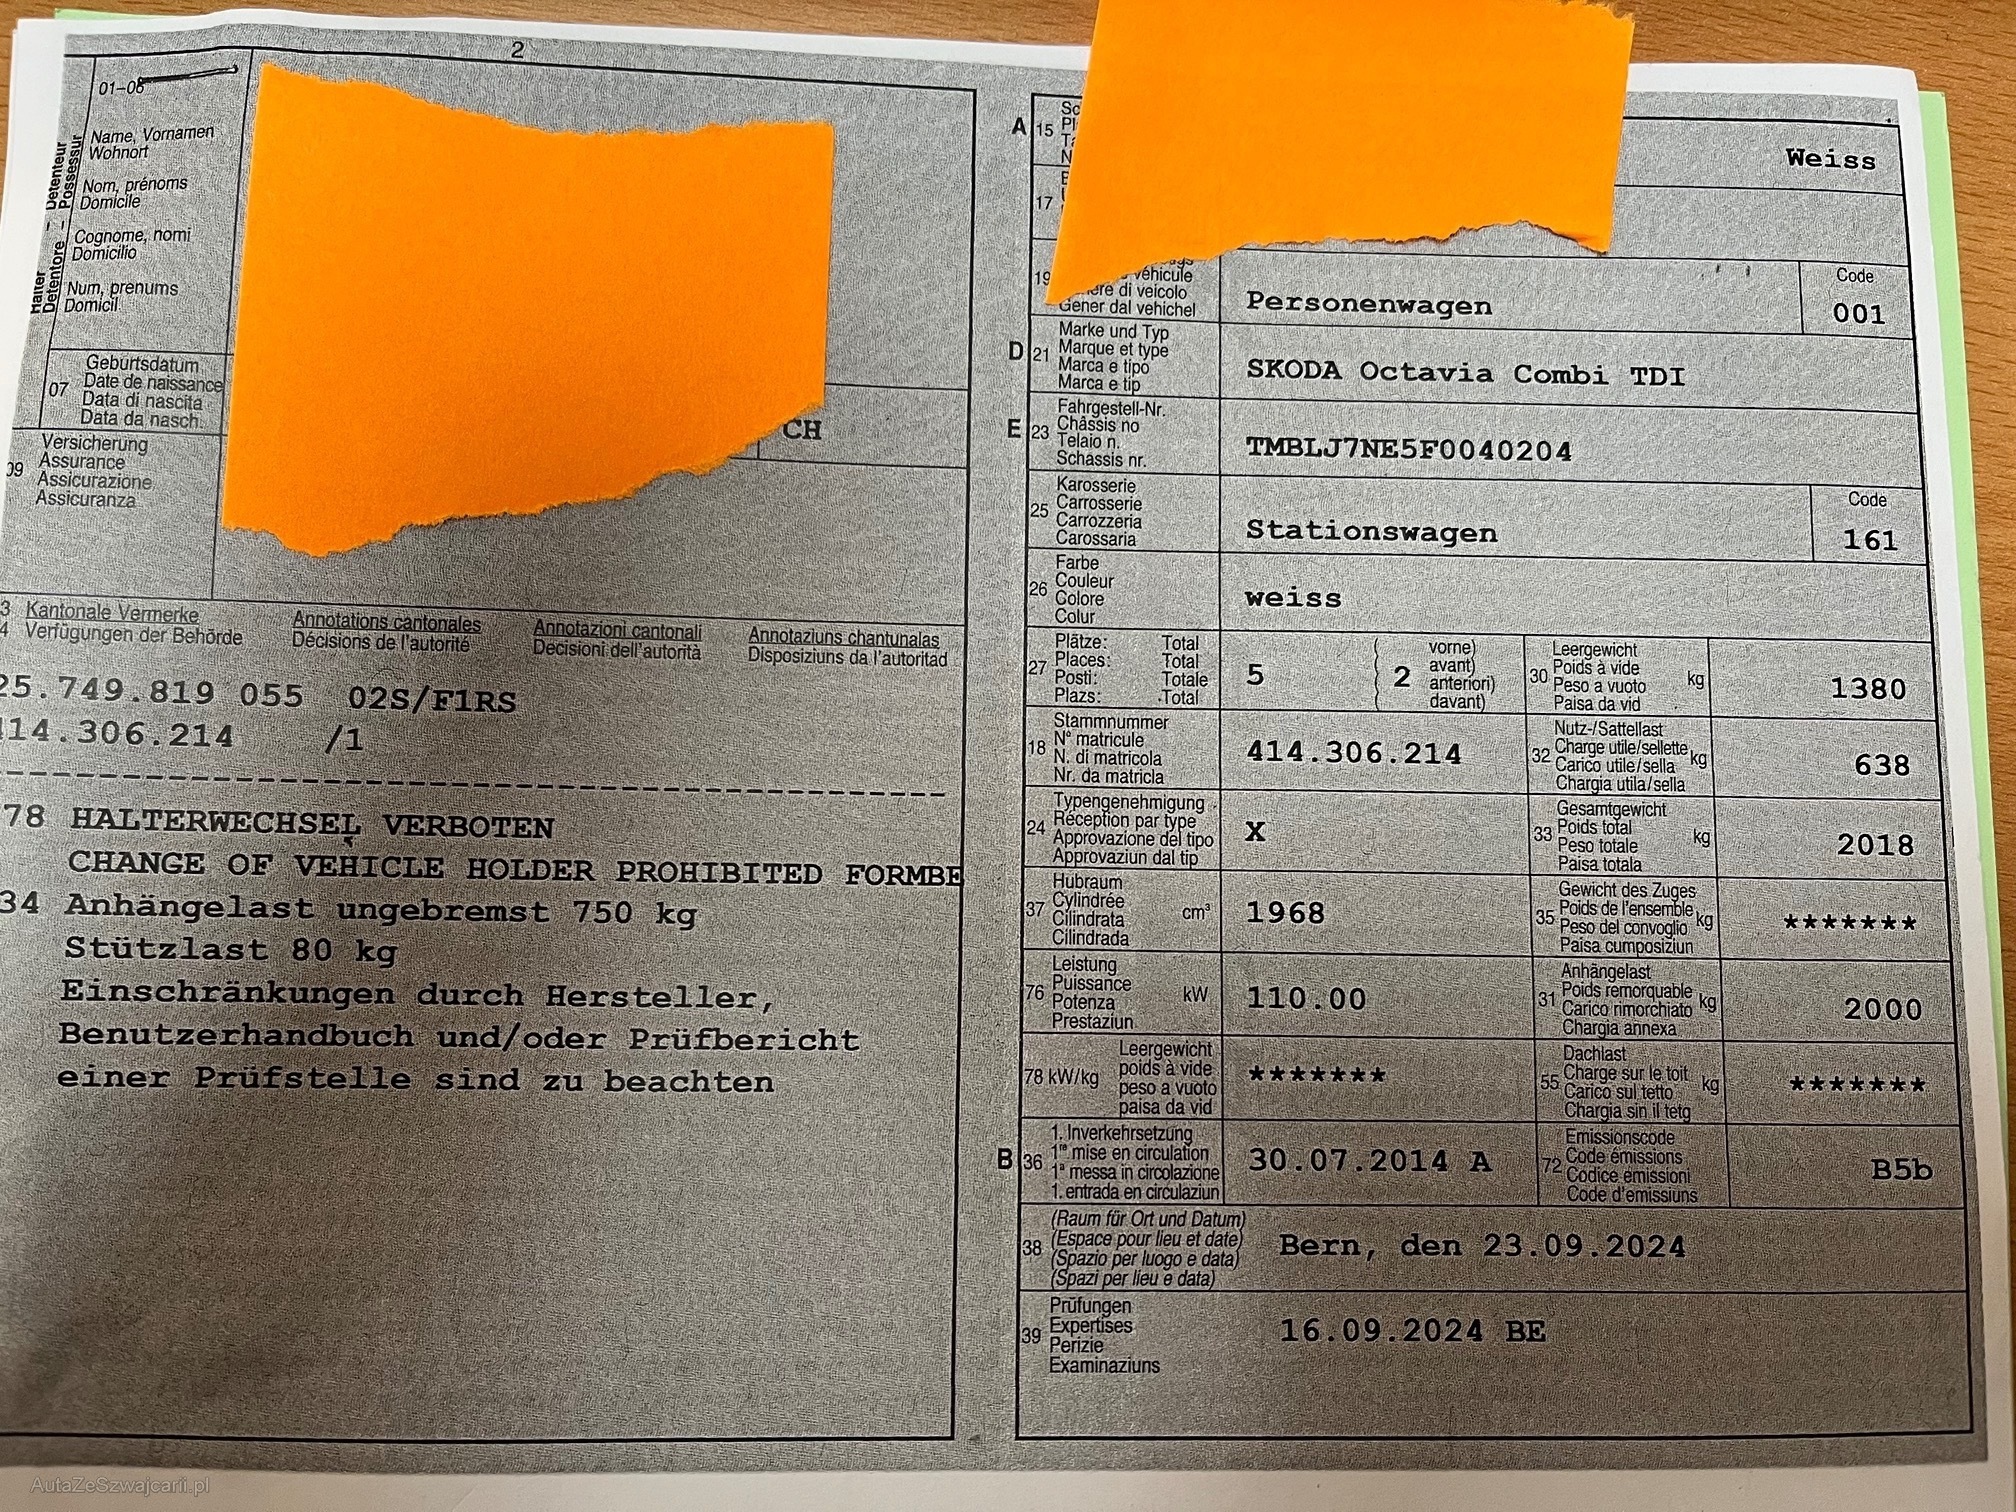 2
01-06
Halter - Detenteur
Detentore - Possessur
Name, Vornamen
Wohnort
Nom, prénoms
Domicile
Cognome, nomi
Domicilio
Num, prenums
Domicil
07
Geburtsdatum
Date de naissance
Data di nascita
Data da nasch.
CH
09
Versicherung
Assurance
Assicurazione
Assicuranza
3 Kantonale Vermerke Annotations cantonales Annotazioni cantonali Annotaziuns chantunalas
4 Verfügungen der Behörde Décisions de l'autorité Decisioni dell'autorità Disposiziuns da l'autoritad
25.749.819 055 02S/F1RS
414.306.214 /1
78 HALTERWECHSEL VERBOTEN
CHANGE OF VEHICLE HOLDER PROHIBITED FORMBE
34 Anhängelast ungebremst 750 kg
Stützlast 80 kg
Einschränkungen durch Hersteller,
Benutzerhandbuch und/oder Prüfbericht
einer Prüfstelle sind zu beachten
A 15
Weiss
17
19
véhicule
di veicolo
Gener dal vehichel
Personenwagen
Code
001
D 21
Marke und Typ
Marque et type
Marca e tipo
Marca e tip
SKODA Octavia Combi TDI
E 23
Fahrgestell-Nr.
Châssis no
Telaio n.
Schassis nr.
TMBLJ7NE5F0040204
25
Karosserie
Carrosserie
Carrozzeria
Carossaria
Stationswagen
Code
161
26
Farbe
Couleur
Colore
Colur
weiss
27
Plätze: Total
Places: Total
Posti: Totale
Plazs: Total
5
2
vorne)
avant)
anteriori)
davant)
30
Leergewicht
Poids à vide
Peso a vuoto
Paisa da vid
kg
1380
18
Stammnummer
N° matricule
N. di matricola
Nr. da matricla
414.306.214
32
Nutz-/Sattellast
Charge utile/sellette
Carico utile/sella
Chargia utila/sella
kg
638
24
Typengenehmigung
Réception par type
Approvazione del tipo
Approvaziun dal tip
X
33
Gesamtgewicht
Poids total
Peso totale
Paisa totala
kg
2018
37
Hubraum
Cylindrée
Cilindrata
Cilindrada
cm³
1968
35
Gewicht des Zuges
Poids de l'ensemble
Peso del convoglio
Paisa cumposiziun
kg
*******
76
Leistung
Puissance
Potenza
Prestaziun
kW
110.00
31
Anhängelast
Poids remorquable
Carico rimorchiato
Chargia annexa
kg
2000
78 kW/kg
Leergewicht
poids à vide
peso a vuoto
paisa da vid
*******
55
Dachlast
Charge sur le toit
Carico sul tetto
Chargia sin il tetg
kg
*******
B 36
1. Inverkehrsetzung
1re mise en circulation
1a messa in circolazione
1. entrada en circulaziun
30.07.2014 A
72
Emissionscode
Code émissions
Codice emissioni
Code d'emissiuns
B5b
38
(Raum für Ort und Datum)
(Espace pour lieu et date)
(Spazio per luogo e data)
(Spazi per lieu e data)
Bern, den 23.09.2024
39
Prüfungen
Expertises
Perizie
Examinaziuns
16.09.2024 BE
AutaZeSzwajcarii.pl